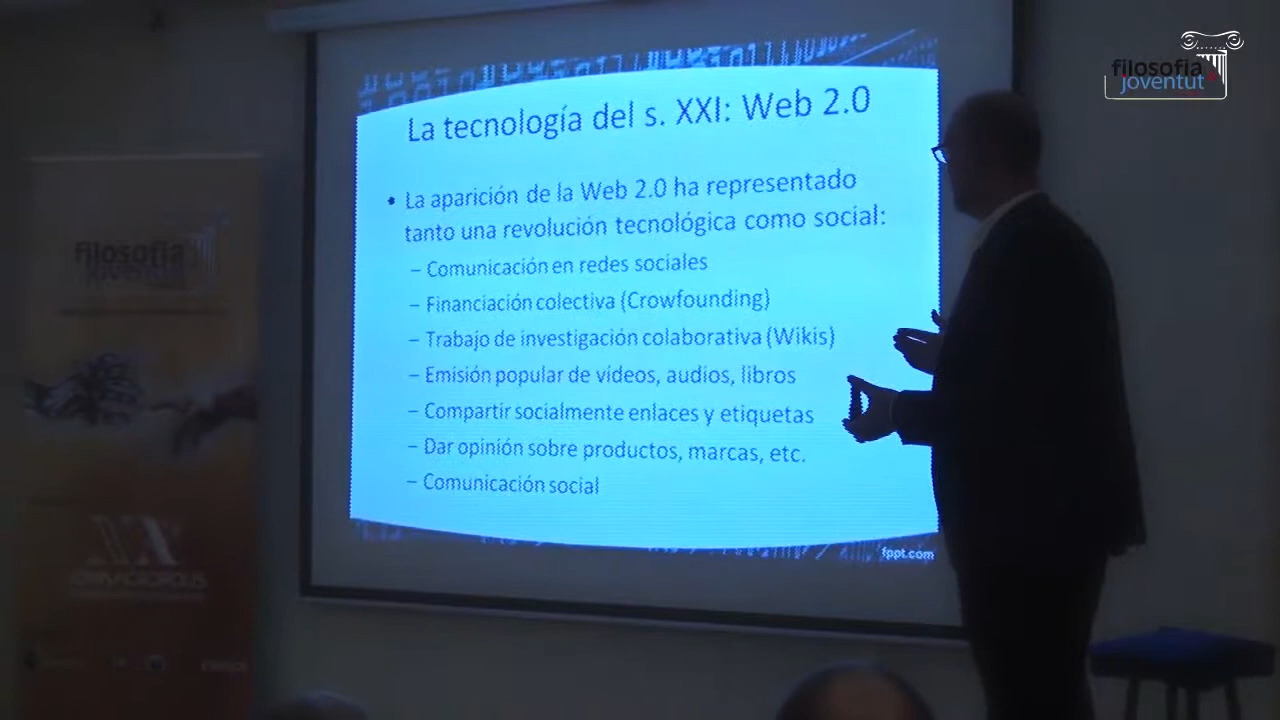 filosofia
joventut
La tecnología del s. XXI: Web 2.0
• La aparición de la Web 2.0 ha representado
tanto una revolución tecnológica como social:
– Comunicación en redes sociales
– Financiación colectiva (Crowfounding)
– Trabajo de investigación colaborativa (Wikis)
– Emisión popular de vídeos, audios, libros
– Compartir socialmente enlaces y etiquetas
– Dar opinión sobre productos, marcas, etc.
– Comunicación social
fppt.com
filosofia
joventut